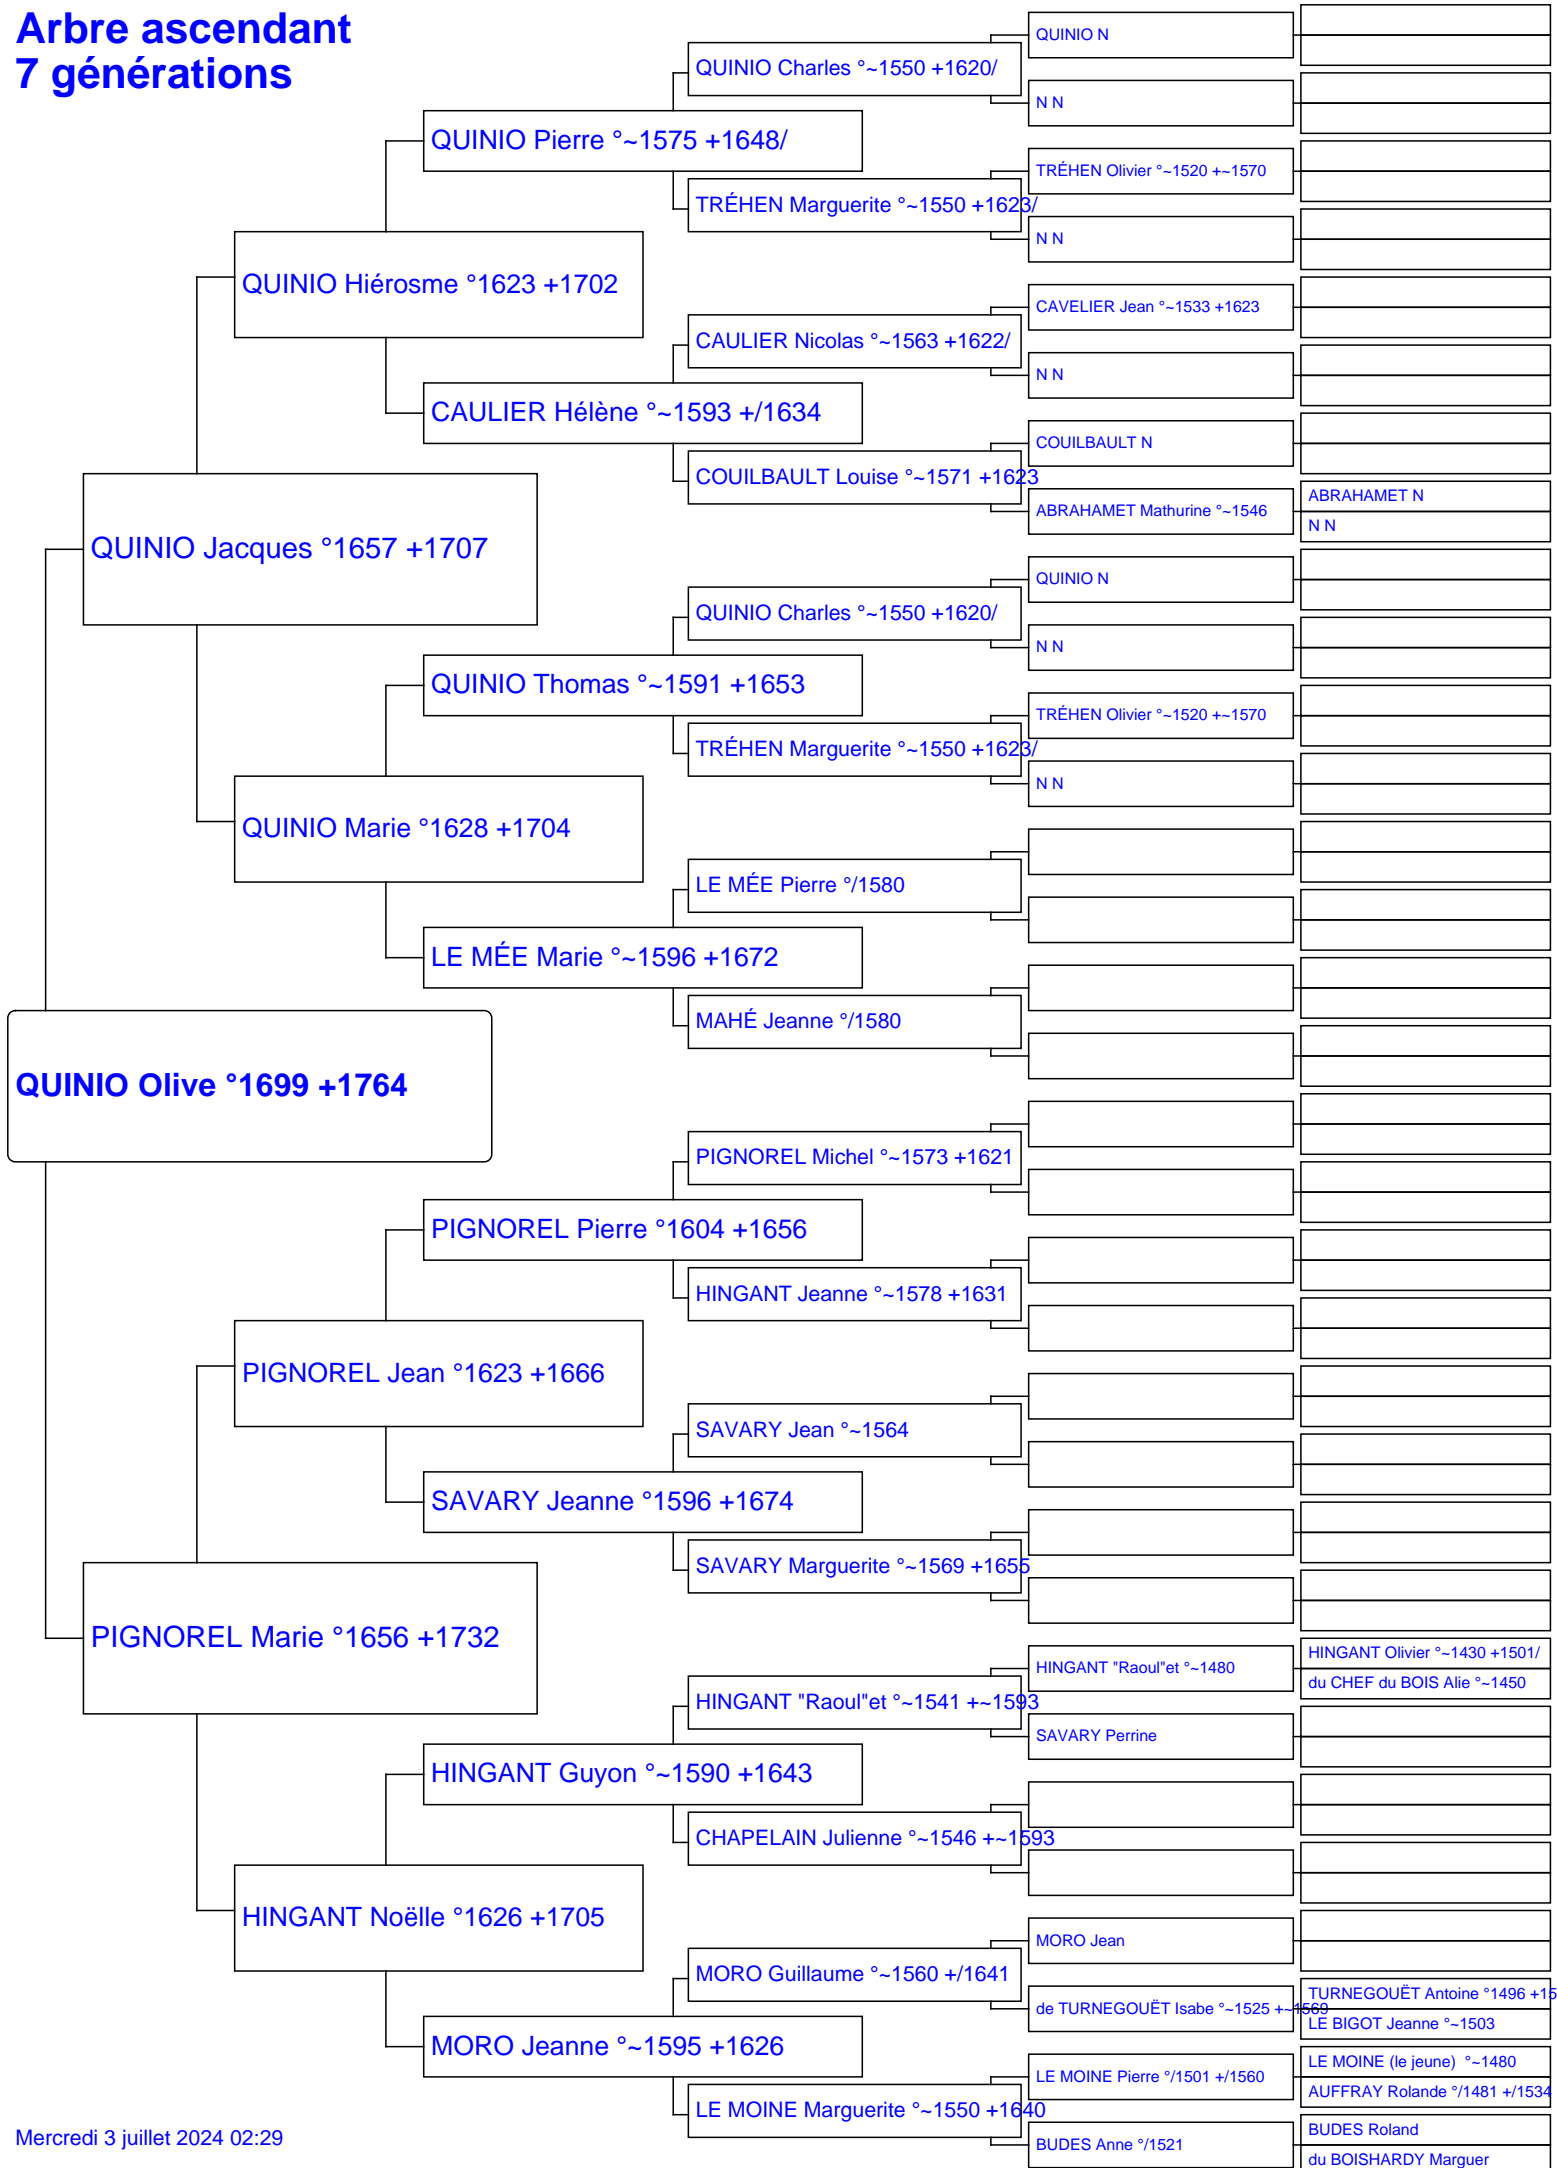 Arbre ascendant
7 générations
QUINIO Olive °1699 +1764
QUINIO Jacques °1657 +1707
PIGNOREL Marie °1656 +1732
QUINIO Hiérosme °1623 +1702
QUINIO Marie °1628 +1704
PIGNOREL Jean °1623 +1666
HINGANT Noëlle °1626 +1705
QUINIO Pierre °~1575 +1648/
CAULIER Hélène °~1593 +/1634
QUINIO Thomas °~1591 +1653
LE MÉE Marie °~1596 +1672
PIGNOREL Pierre °1604 +1656
SAVARY Jeanne °1596 +1674
HINGANT Guyon °~1590 +1643
MORO Jeanne °~1595 +1626
QUINIO Charles °~1550 +1620/
TRÉHEN Marguerite °~1550 +1623/
CAULIER Nicolas °~1563 +1622/
COUILBAULT Louise °~1571 +1623
QUINIO Charles °~1550 +1620/
TRÉHEN Marguerite °~1550 +1623/
LE MÉE Pierre °/1580
MAHÉ Jeanne °/1580
PIGNOREL Michel °~1573 +1621
HINGANT Jeanne °~1578 +1631
SAVARY Jean °~1564
SAVARY Marguerite °~1569 +1655
HINGANT "Raoul"et °~1541 +~1593
CHAPELAIN Julienne °~1546 +~1593
MORO Guillaume °~1560 +/1641
LE MOINE Marguerite °~1550 +1640
QUINIO N
N N
TRÉHEN Olivier °~1520 +~1570
N N
CAVELIER Jean °~1533 +1623
N N
COUILBAULT N
ABRAHAMET Mathurine °~1546
QUINIO N
N N
TRÉHEN Olivier °~1520 +~1570
N N
HINGANT "Raoul"et °~1480
SAVARY Perrine
MORO Jean
de TURNEGOUËT Isabe °~1525 +~1569
LE MOINE Pierre °/1501 +/1560
BUDES Anne °/1521
ABRAHAMET N
N N
HINGANT Olivier °~1430 +1501/
du CHEF du BOIS Alie °~1450
TURNEGOUËT Antoine °1496 +15
LE BIGOT Jeanne °~1503
LE MOINE (le jeune) °~1480
AUFFRAY Rolande °/1481 +/1534
BUDES Roland
du BOISHARDY Marguer
Mercredi 3 juillet 2024 02:29